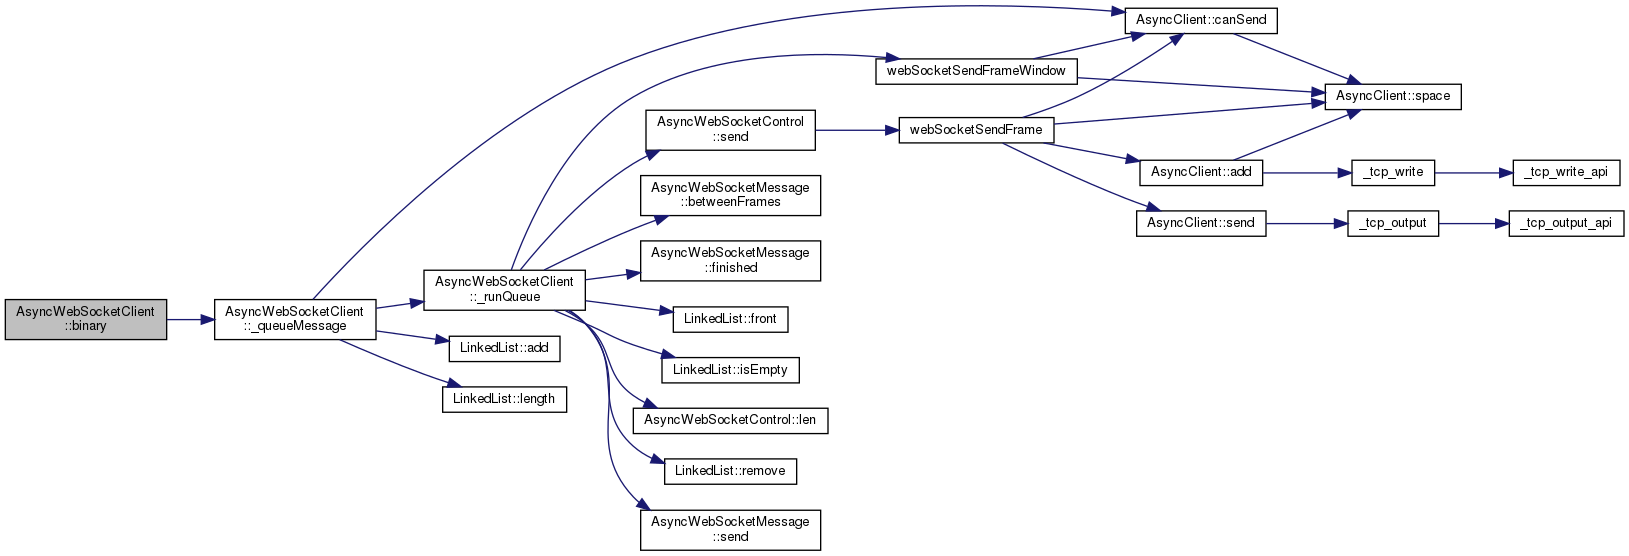 AsyncWebSocketClient
::binary
AsyncWebSocketClient
::_queueMessage
AsyncWebSocketClient
::_runQueue
LinkedList::add
LinkedList::length
AsyncWebSocketControl
::send
AsyncWebSocketMessage
::betweenFrames
AsyncWebSocketMessage
::finished
LinkedList::front
LinkedList::isEmpty
AsyncWebSocketControl::len
LinkedList::remove
AsyncWebSocketMessage
::send
webSocketSendFrameWindow
webSocketSendFrame
AsyncClient::canSend
AsyncClient::space
AsyncClient::add
_tcp_write
_tcp_write_api
AsyncClient::send
_tcp_output
_tcp_output_api